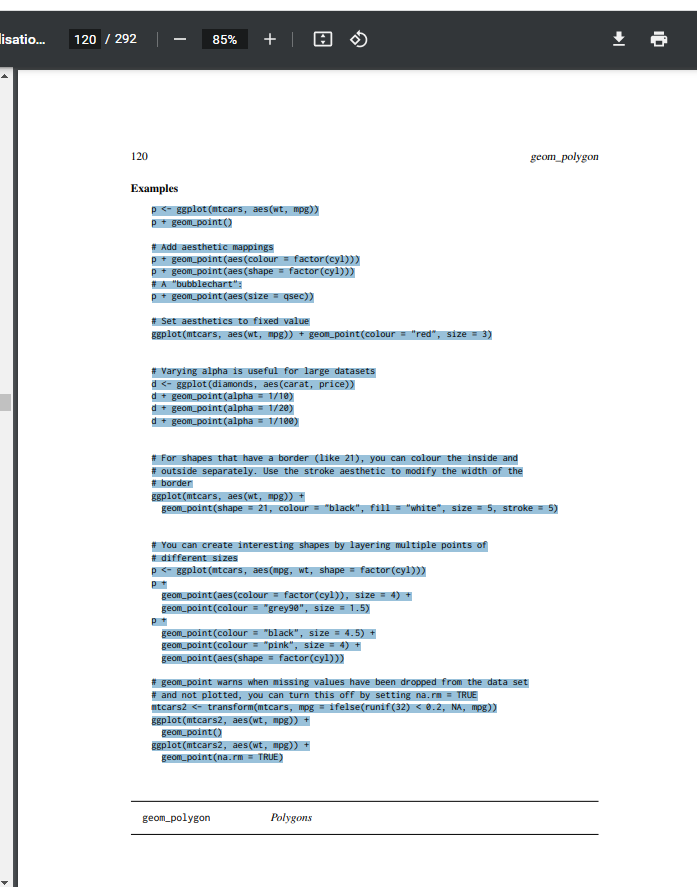 lisatio...
120 / 292
85%
120
geom_polygon
Examples
p <- ggplot(mtcars, aes(wt, mpg))
p + geom_point()
# Add aesthetic mappings
p + geom_point(aes(colour = factor(cyl)))
p + geom_point(aes(shape = factor(cyl)))
# A "bubblechart":
p + geom_point(aes(size = qsec))
# Set aesthetics to fixed value
ggplot(mtcars, aes(wt, mpg)) + geom_point(colour = "red", size = 3)
# Varying alpha is useful for large datasets
d <- ggplot(diamonds, aes(carat, price))
d + geom_point(alpha = 1/10)
d + geom_point(alpha = 1/20)
d + geom_point(alpha = 1/100)
# For shapes that have a border (like 21), you can colour the inside and
# outside separately. Use the stroke aesthetic to modify the width of the
# border
ggplot(mtcars, aes(wt, mpg)) +
geom_point(shape = 21, colour = "black", fill = "white", size = 5, stroke = 5)
# You can create interesting shapes by layering multiple points of
# different sizes
p <- ggplot(mtcars, aes(mpg, wt, shape = factor(cyl)))
p +
geom_point(aes(colour = factor(cyl)), size = 4) +
geom_point(colour = "grey90", size = 1.5)
p +
geom_point(colour = "black", size = 4.5) +
geom_point(colour = "pink", size = 4) +
geom_point(aes(shape = factor(cyl)))
# geom_point warns when missing values have been dropped from the data set
# and not plotted, you can turn this off by setting na.rm = TRUE
mtcars2 <- transform(mtcars, mpg = ifelse(runif(32) < 0.2, NA, mpg))
ggplot(mtcars2, aes(wt, mpg)) +
geom_point()
ggplot(mtcars2, aes(wt, mpg)) +
geom_point(na.rm = TRUE)
geom_polygon Polygons